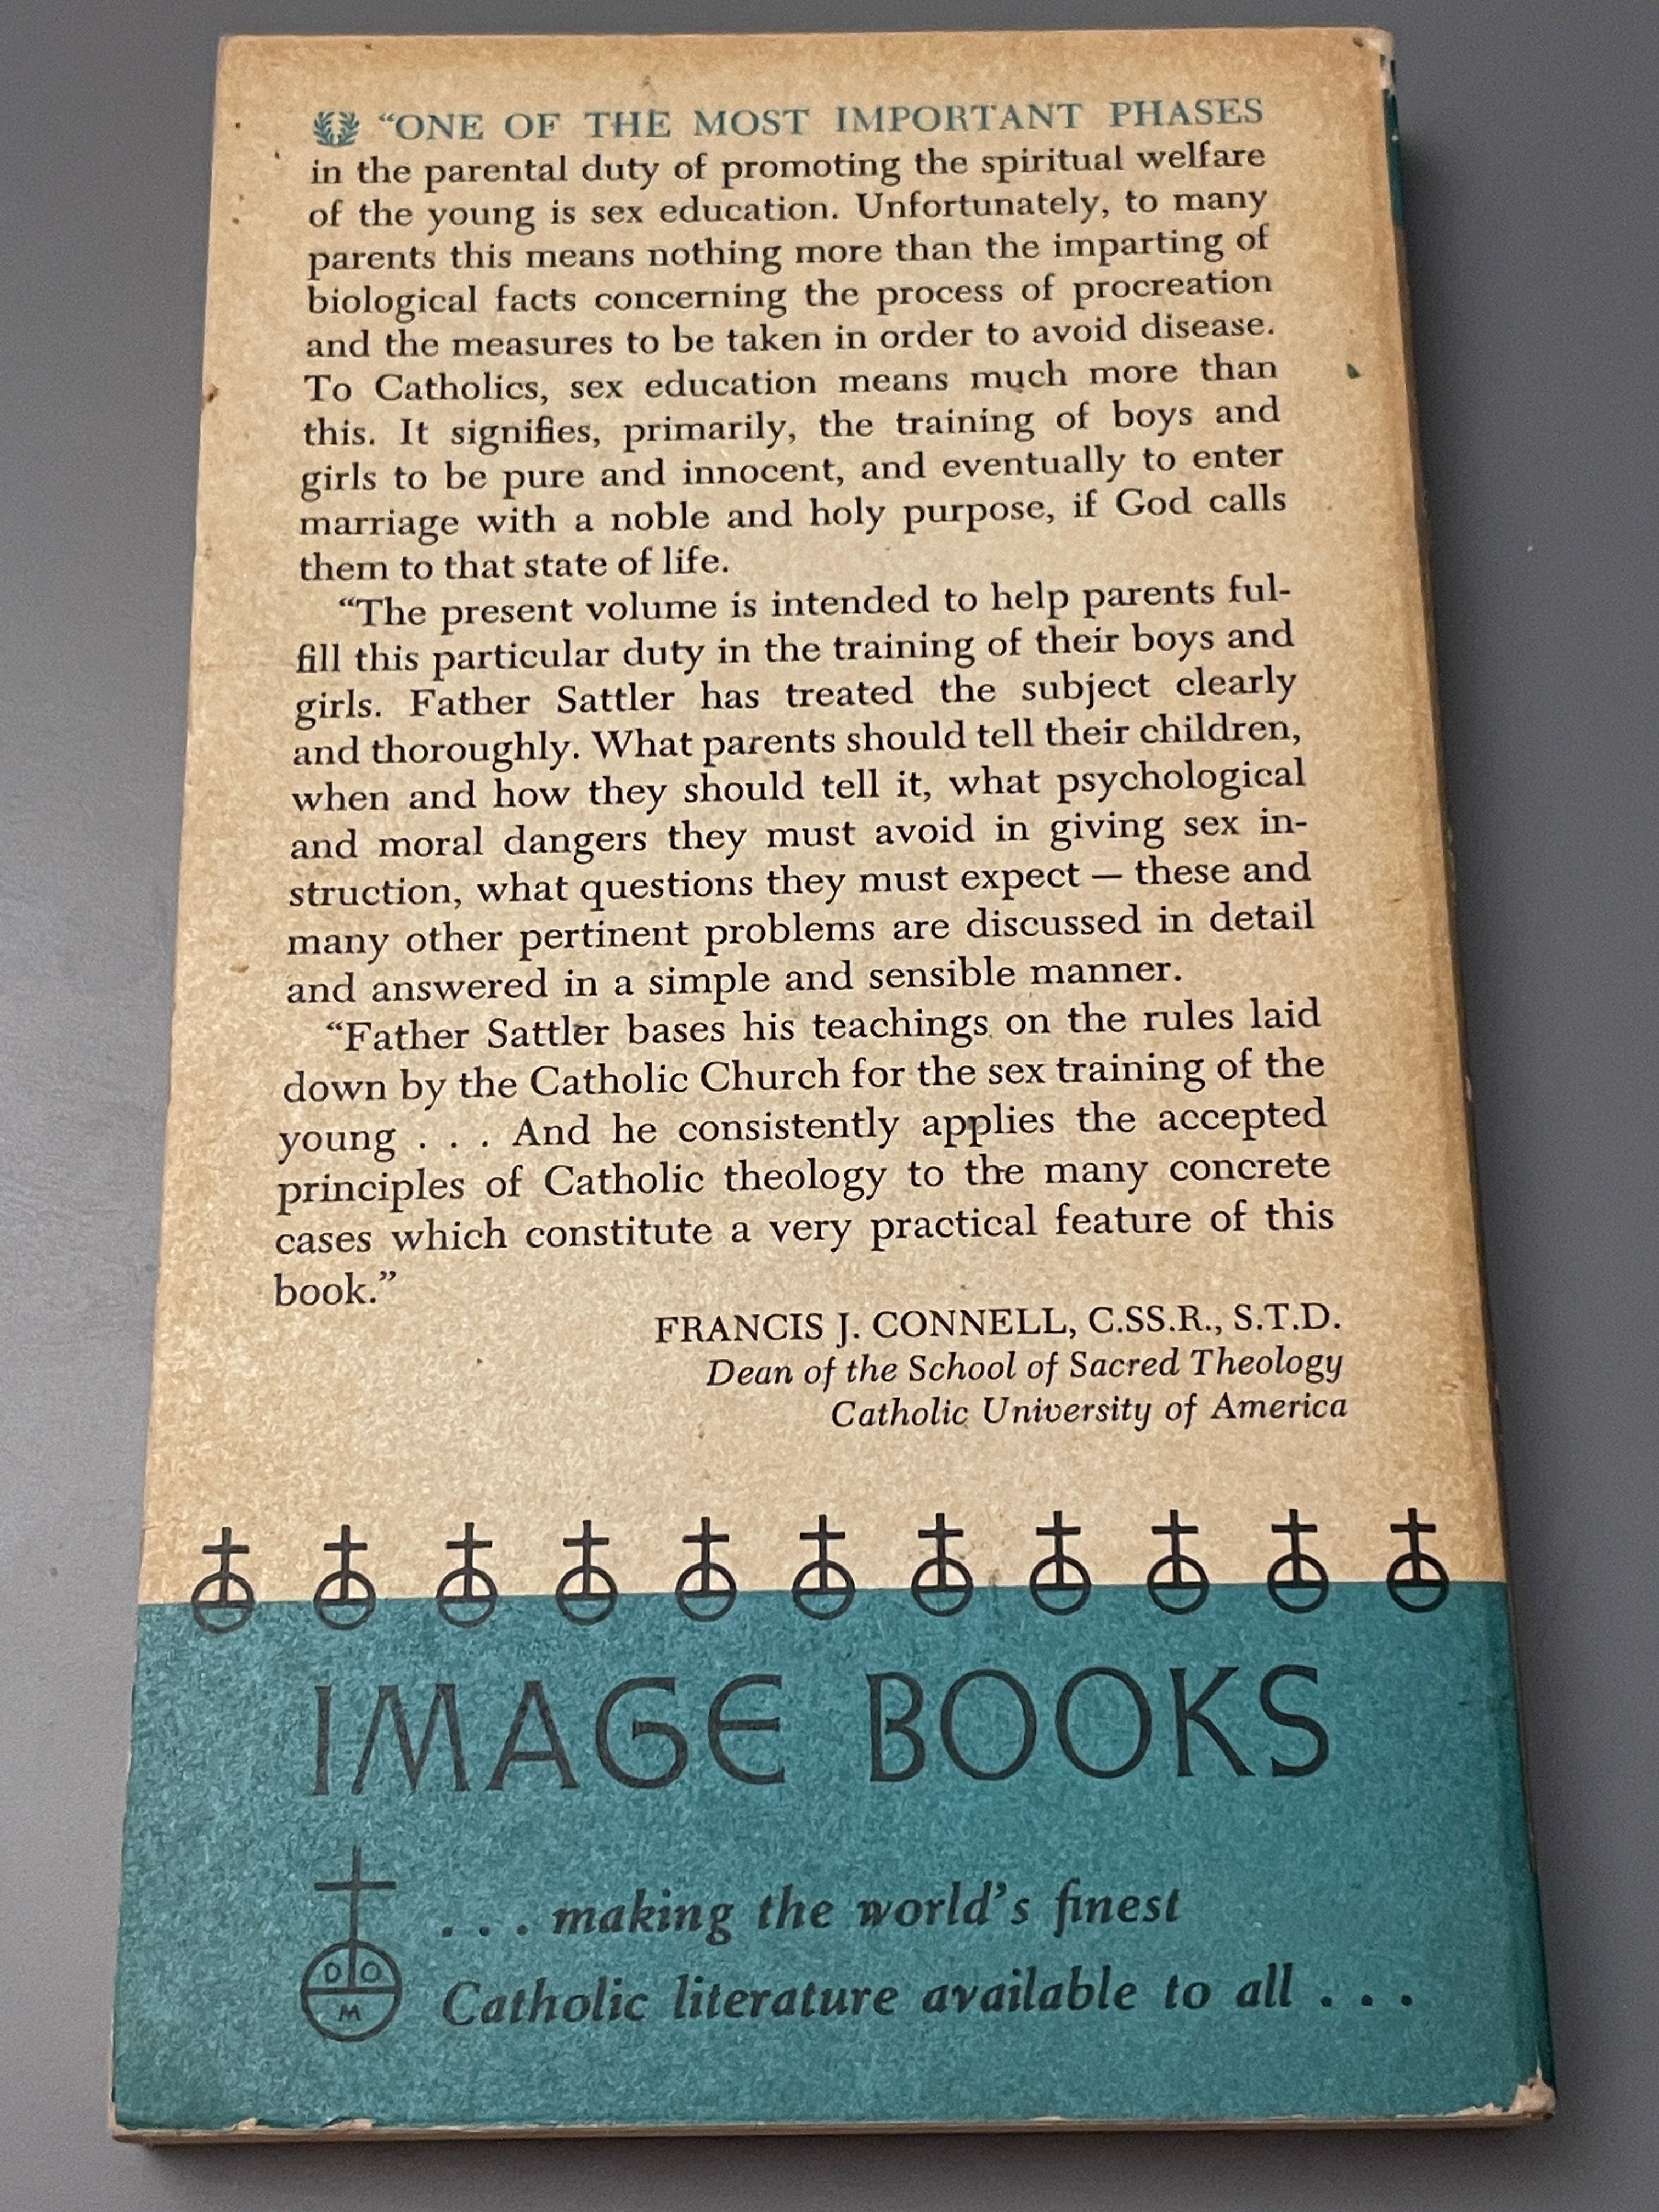 “ONE OF THE MOST IMPORTANT PHASES
in the parental duty of promoting the spiritual welfare
of the young is sex education. Unfortunately, to many
parents this means nothing more than the imparting of
biological facts concerning the process of procreation
and the measures to be taken in order to avoid disease.
To Catholics, sex education means much more than
this. It signifies, primarily, the training of boys and
girls to be pure and innocent, and eventually to enter
marriage with a noble and holy purpose, if God calls
them to that state of life.
“The present volume is intended to help parents ful-
fill this particular duty in the training of their boys and
girls. Father Sattler has treated the subject clearly
and thoroughly. What parents should tell their children,
when and how they should tell it, what psychological
and moral dangers they must avoid in giving sex in-
struction, what questions they must expect — these and
many other pertinent problems are discussed in detail
and answered in a simple and sensible manner.
“Father Sattler bases his teachings on the rules laid
down by the Catholic Church for the sex training of the
young . . . And he consistently applies the accepted
principles of Catholic theology to the many concrete
cases which constitute a very practical feature of this
book.”
FRANCIS J. CONNELL, C.SS.R., S.T.D.
Dean of the School of Sacred Theology
Catholic University of America
IMAGE BOOKS
. . . making the world’s finest
Catholic literature available to all . . .
D O
M